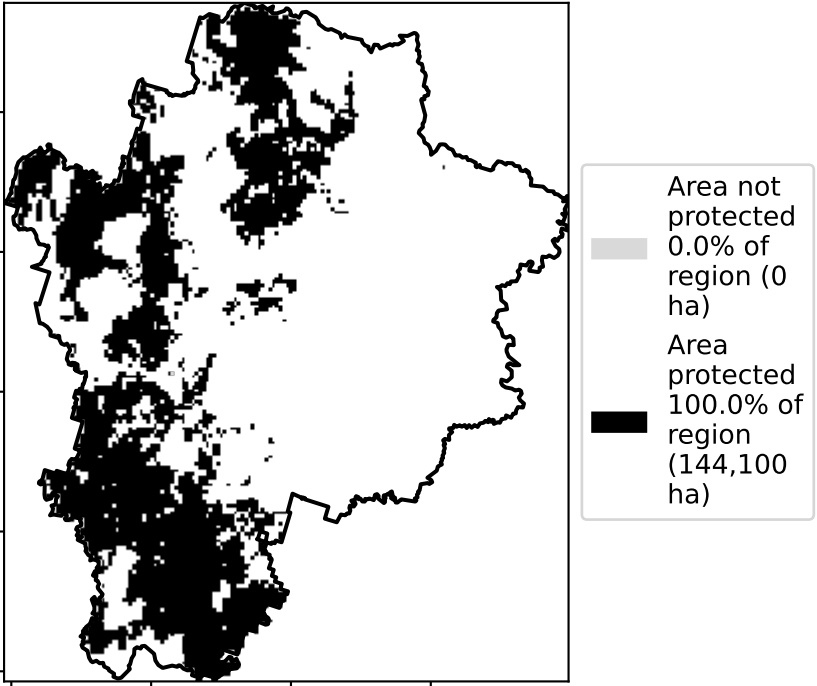 Area not
protected
0.0% of
region (0
ha)
Area
protected
100.0% of
region
(144,100
ha)